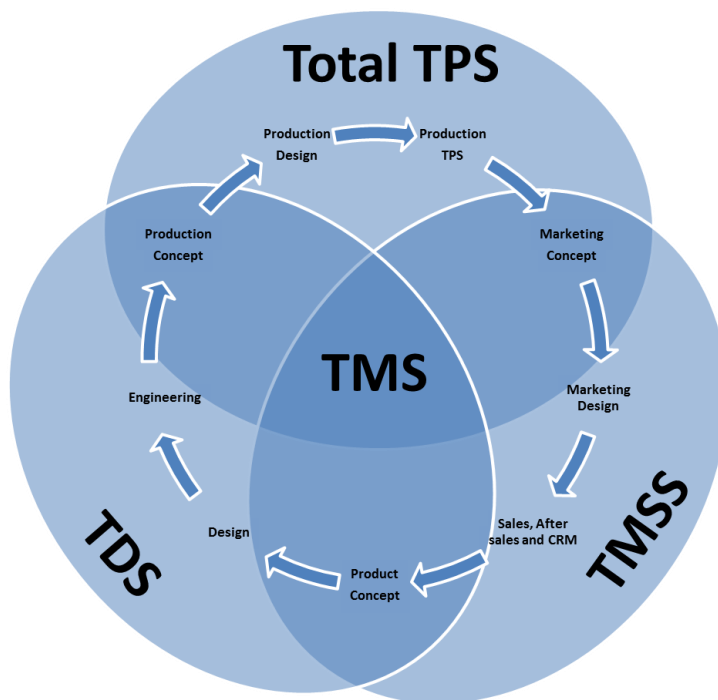 Total TPS
Production
Design
Production
TPS
Production
Concept
Marketing
Concept
TMS
Engineering
Marketing
Design
TDS
Design
Product
Concept
Sales, After
sales and CRM
TMSS